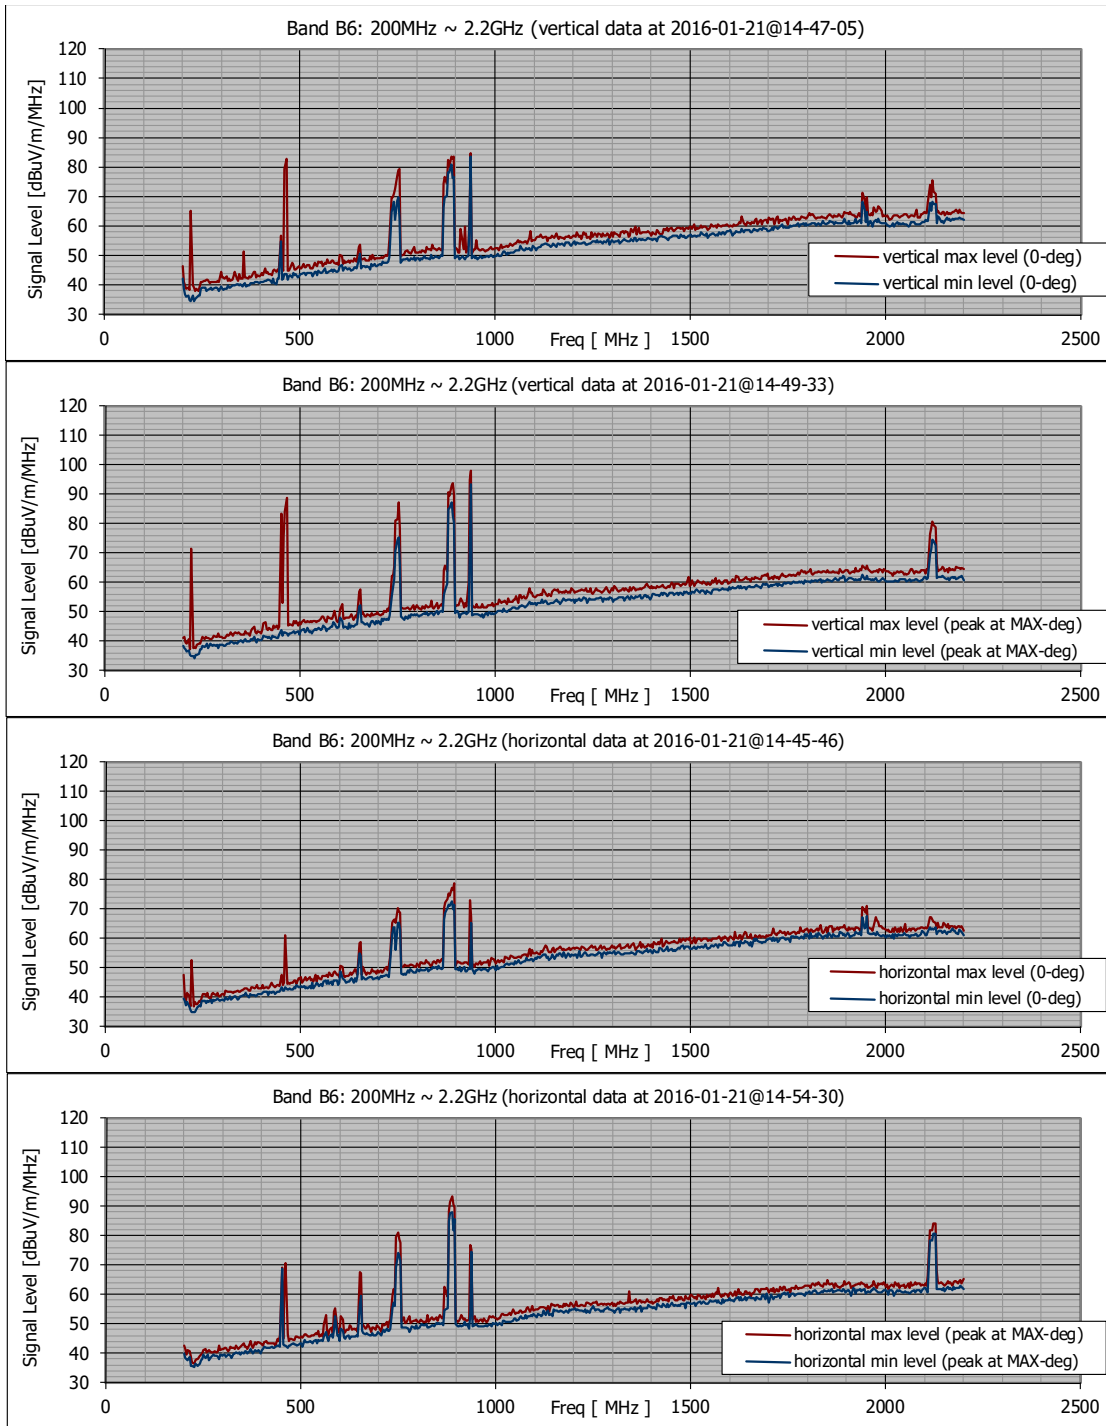 Band B6: 200MHz ~ 2.2GHz (vertical data at 2016-01-21@14-47-05)
Signal Level [dBuV/m/MHz]
120
110
100
90
80
70
60
50
40
30
vertical max level (0-deg)
vertical min level (0-deg)
0 500 1000 1500 2000 2500
Freq [ MHz ]
Band B6: 200MHz ~ 2.2GHz (vertical data at 2016-01-21@14-49-33)
Signal Level [dBuV/m/MHz]
120
110
100
90
80
70
60
50
40
30
vertical max level (peak at MAX-deg)
vertical min level (peak at MAX-deg)
0 500 1000 1500 2000 2500
Freq [ MHz ]
Band B6: 200MHz ~ 2.2GHz (horizontal data at 2016-01-21@14-45-46)
Signal Level [dBuV/m/MHz]
120
110
100
90
80
70
60
50
40
30
horizontal max level (0-deg)
horizontal min level (0-deg)
0 500 1000 1500 2000 2500
Freq [ MHz ]
Band B6: 200MHz ~ 2.2GHz (horizontal data at 2016-01-21@14-54-30)
Signal Level [dBuV/m/MHz]
120
110
100
90
80
70
60
50
40
30
horizontal max level (peak at MAX-deg)
horizontal min level (peak at MAX-deg)
0 500 1000 1500 2000 2500
Freq [ MHz ]